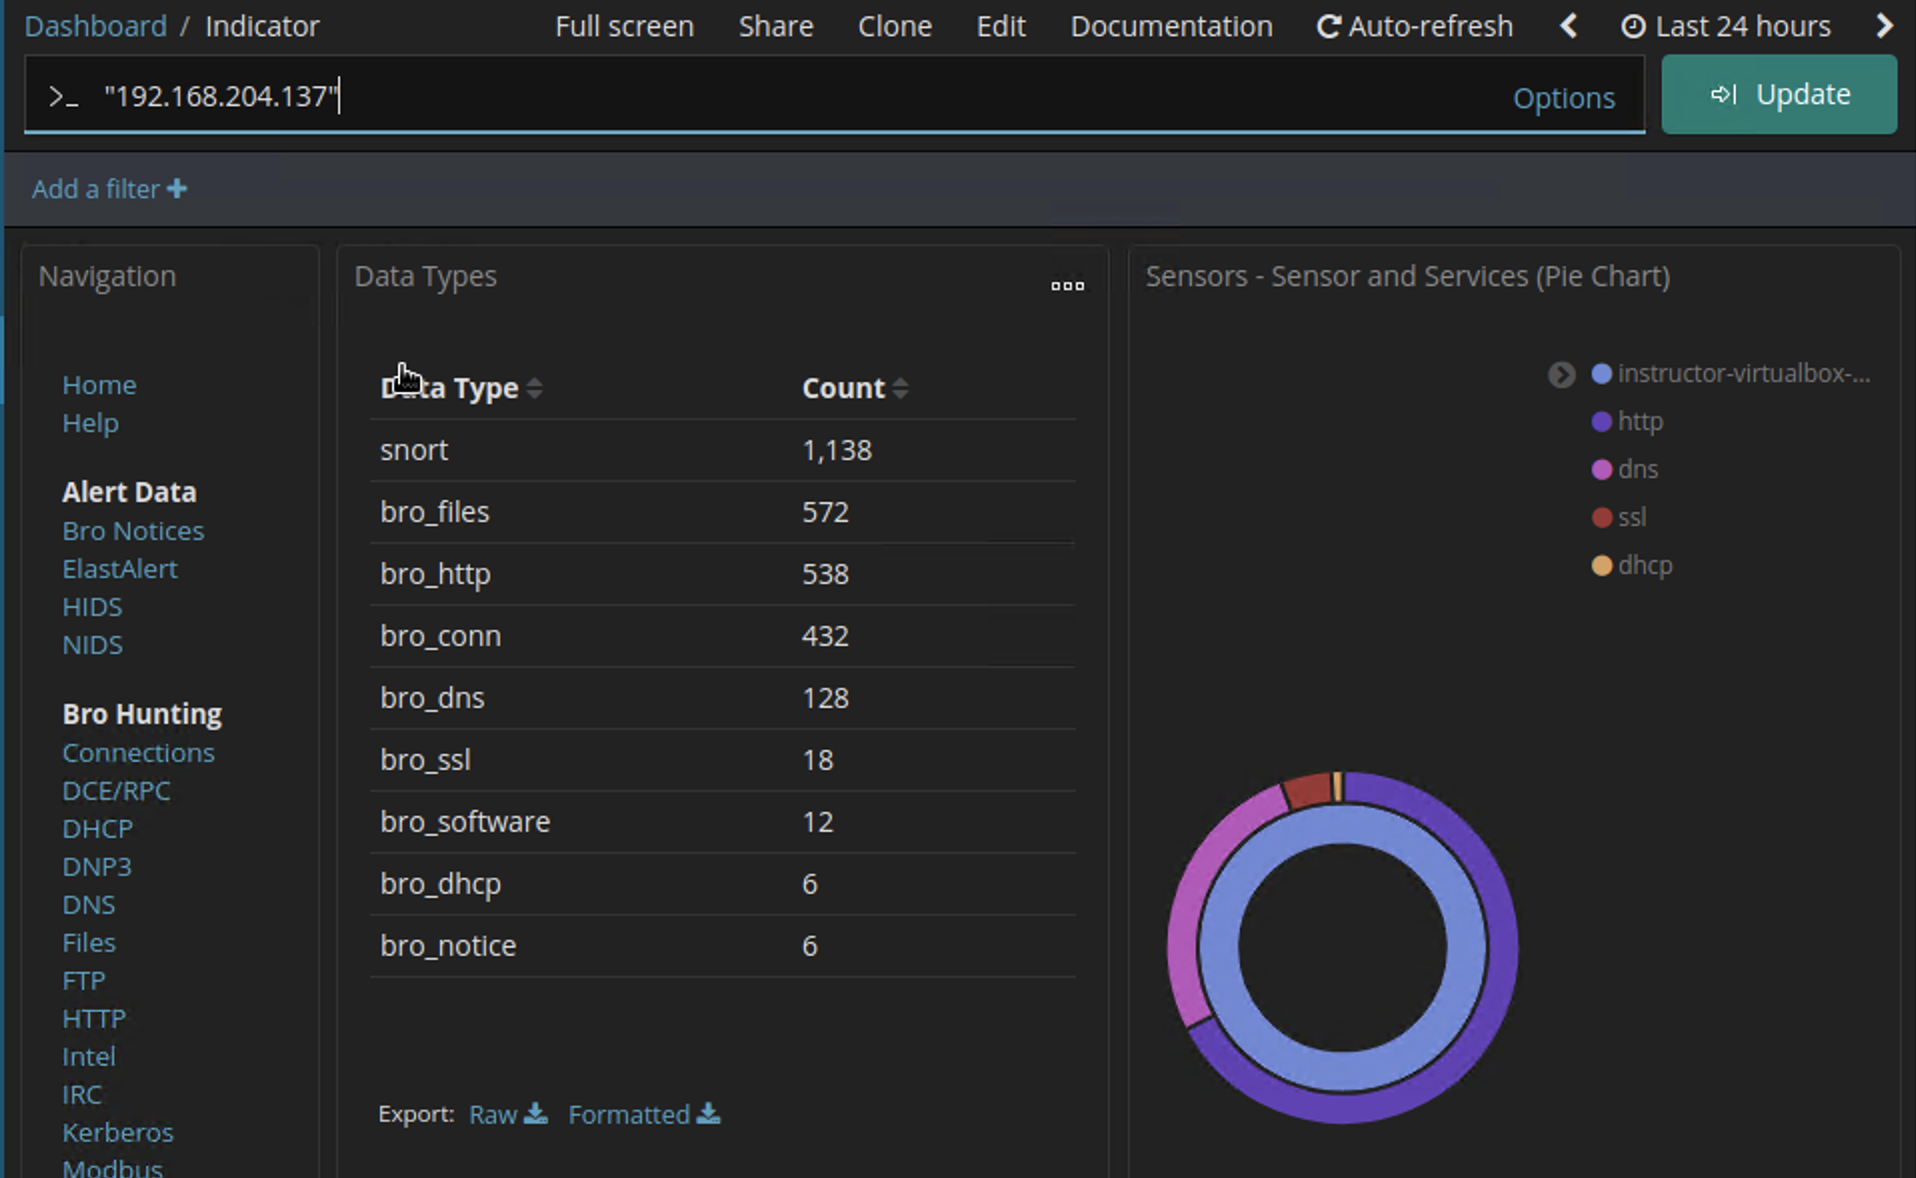 Dashboard / Indicator Full screen Share Clone Edit Documentation Auto-refresh Last 24 hours
>_ "192.168.204.137" Options Update
Add a filter +
Navigation
Home
Help
Alert Data
Bro Notices
ElastAlert
HIDS
NIDS
Bro Hunting
Connections
DCE/RPC
DHCP
DNP3
DNS
Files
FTP
HTTP
Intel
IRC
Kerberos
Modbus
Data Types
Data Type Count
snort 1,138
bro_files 572
bro_http 538
bro_conn 432
bro_dns 128
bro_ssl 18
bro_software 12
bro_dhcp 6
bro_notice 6
Export: Raw Formatted
Sensors - Sensor and Services (Pie Chart)
instructor-virtualbox-...
http
dns
ssl
dhcp